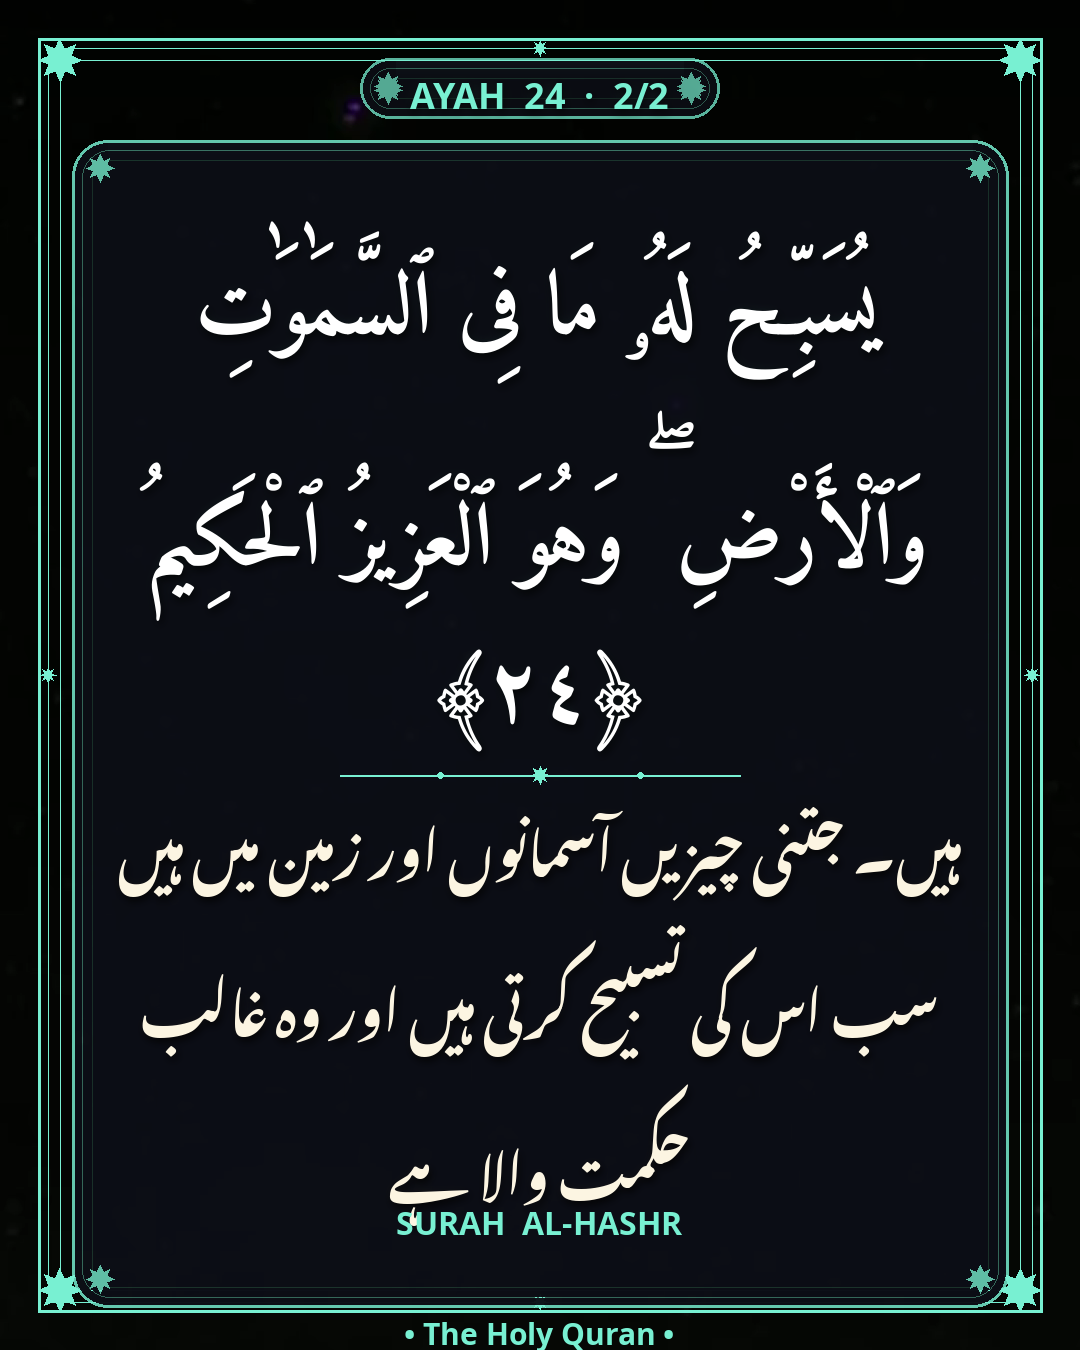 AYAH 24 · 2/2
يُسَبِّحُ لَهُۥ مَا فِى ٱلسَّمَٰوَٰتِ
وَٱلْأَرْضِ ۖ وَهُوَ ٱلْعَزِيزُ ٱلْحَكِيمُ
﴿٢٤﴾
ہیں۔ جتنی چیزیں آسمانوں اور زمین میں ہیں
سب اس کی تسبیح کرتی ہیں اور وہ غالب
حکمت والا ہے
SURAH AL-HASHR
• The Holy Quran •